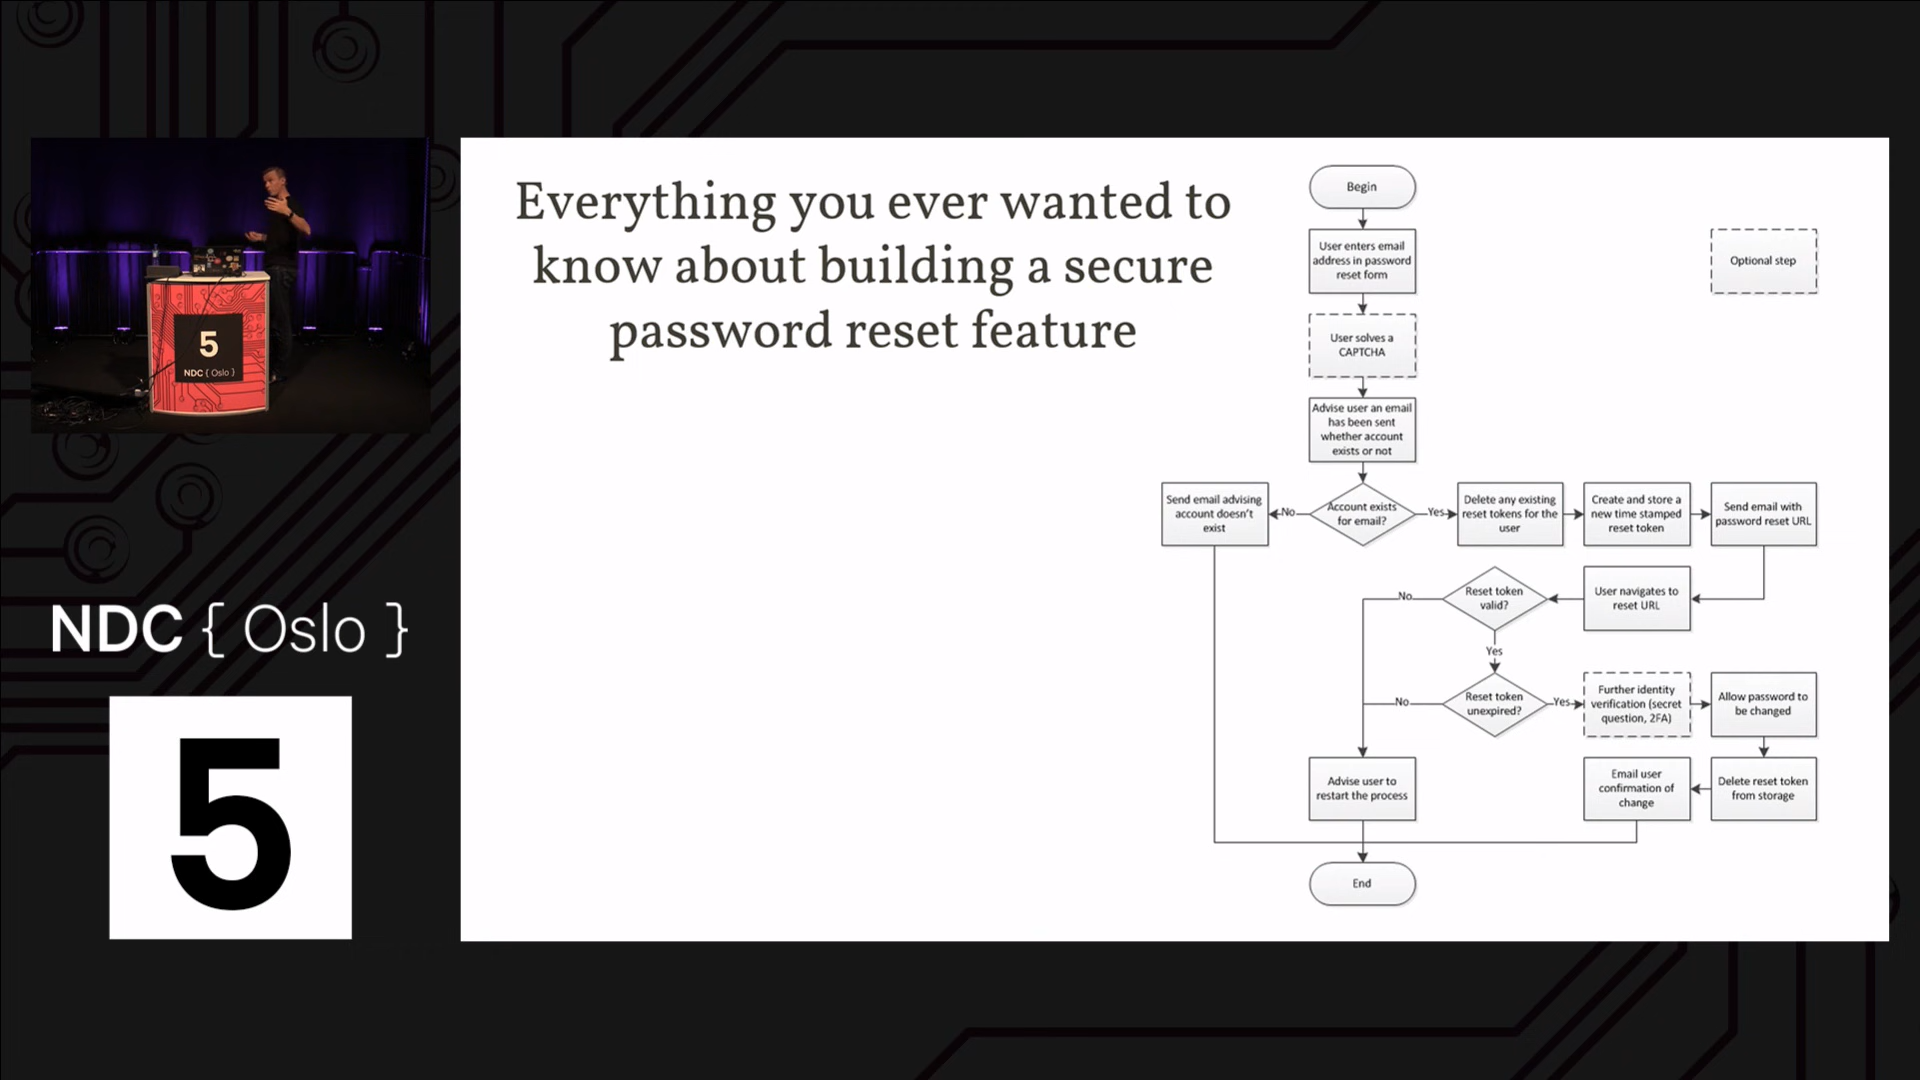 5
NDC { Oslo }
NDC { Oslo }
5
Everything you ever wanted to
know about building a secure
password reset feature
Begin
User enters email
address in password
reset form
Optional step
User solves a
CAPTCHA
Advise user an email
has been sent
whether account
exists or not
Send email advising
account doesn't
exist
No
Account exists
for email?
Yes
Delete any existing
reset tokens for the
user
Create and store a
new time stamped
reset token
Send email with
password reset URL
User navigates to
reset URL
Reset token
valid?
No
Yes
Reset token
unexpired?
No
Yes
Further identity
verification (secret
question, 2FA)
Allow password to
be changed
Delete reset token
from storage
Email user
confirmation of
change
Advise user to
restart the process
End